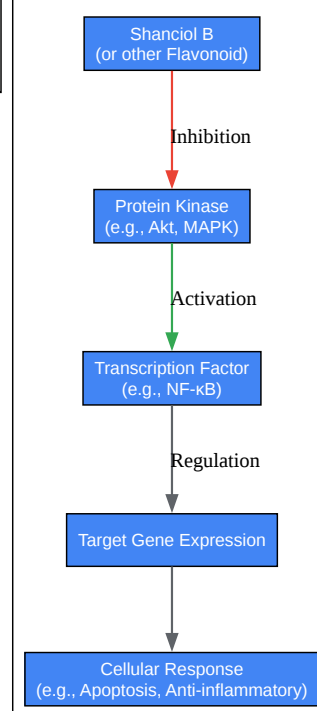 Shanciol B
(or other Flavonoid)
Inhibition
Protein Kinase
(e.g., Akt, MAPK)
Activation
Transcription Factor
(e.g., NF-κB)
Regulation
Target Gene Expression
Cellular Response
(e.g., Apoptosis, Anti-inflammatory)